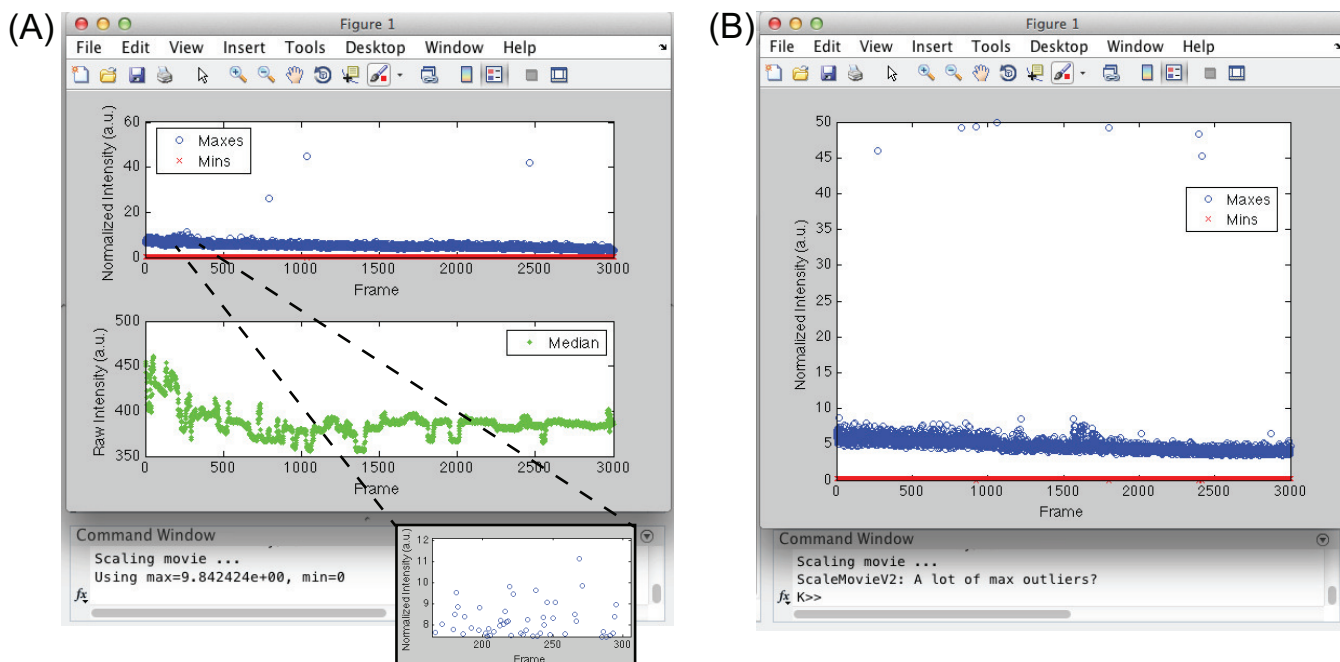 (A)
Figure 1
File Edit View Insert Tools Desktop Window Help
Normalized Intensity (a.u.)
60
40
20
0
Maxes
Mins
0 500 1000 1500 2000 2500 3000
Frame
Raw Intensity (a.u.)
500
450
400
350
Median
0 500 1000 1500 2000 2500 3000
Frame
Command Window
Scaling movie ...
Using max=9.842424e+00, min=0
fx
Normalized Intensity (a.u.)
12
11
10
9
8
200 250 300
Frame
(B)
Figure 1
File Edit View Insert Tools Desktop Window Help
Normalized Intensity (a.u.)
50
45
40
35
30
25
20
15
10
5
0
Maxes
Mins
0 500 1000 1500 2000 2500 3000
Frame
Command Window
Scaling movie ...
ScaleMovieV2: A lot of max outliers?
fx K>>